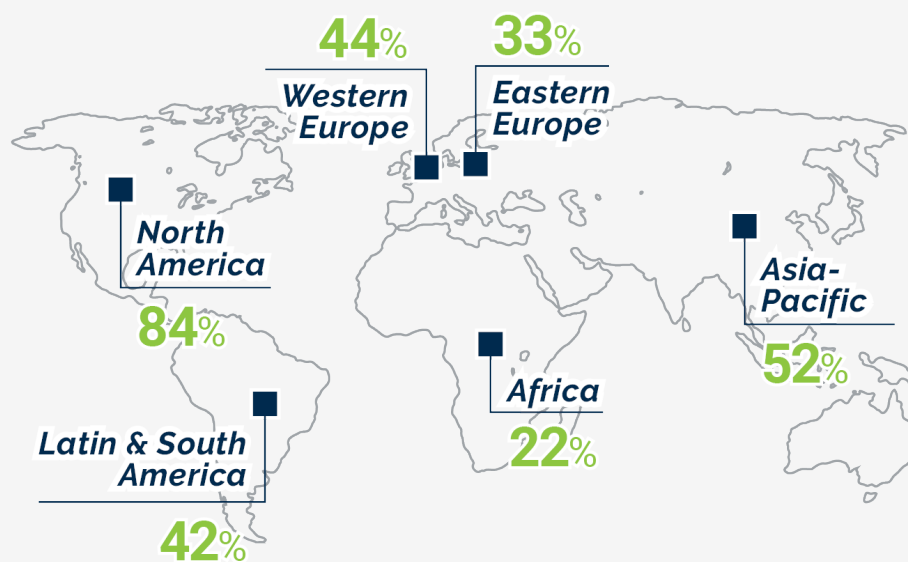 44%
Western
Europe
33%
Eastern
Europe
North
America
84%
Asia-
Pacific
52%
Africa
22%
Latin & South
America
42%